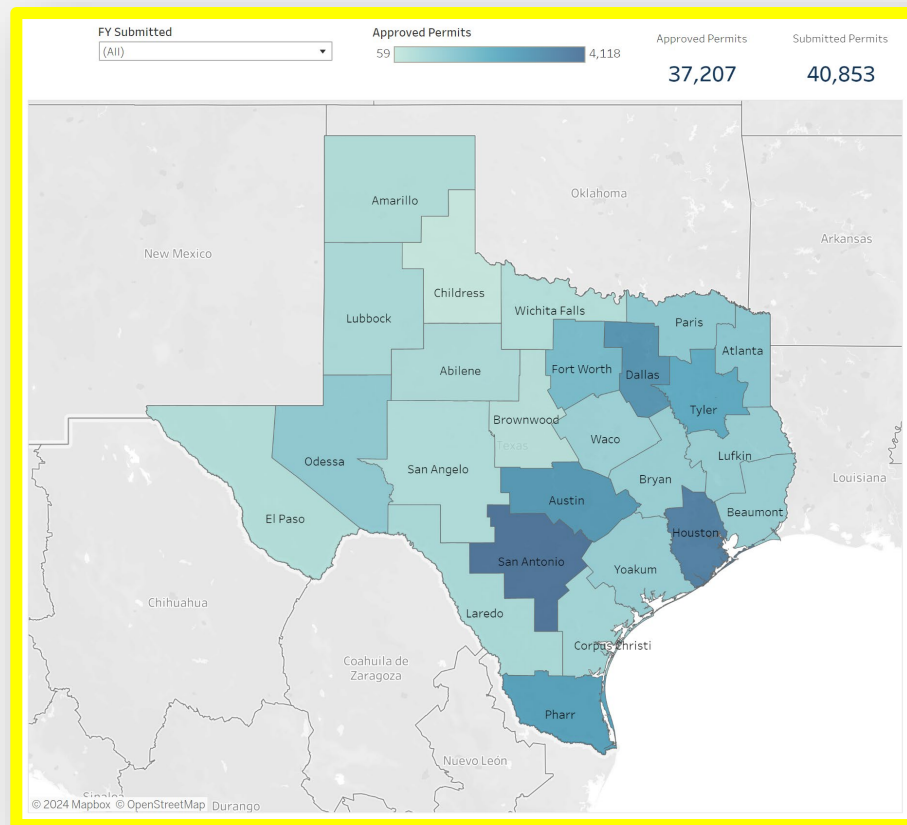 FY Submitted
(All)
Approved Permits
59
4,118
Approved Permits
37,207
Submitted Permits
40,853
Oklahoma
Amarillo
New Mexico
Arkansas
Childress
Wichita Falls
Lubbock
Paris
Atlanta
Abilene
Fort Worth
Dallas
Tyler
Brownwood
Texas
Waco
Odessa
San Angelo
Lufkin
Bryan
Louisiana
Austin
El Paso
Beaumont
Houston
San Antonio
Yoakum
Chihuahua
Laredo
Corpus Christi
Coahuila de
Zaragoza
Pharr
Nuevo León
Sinaloa
© 2024 Mapbox © OpenStreetMap
Durango